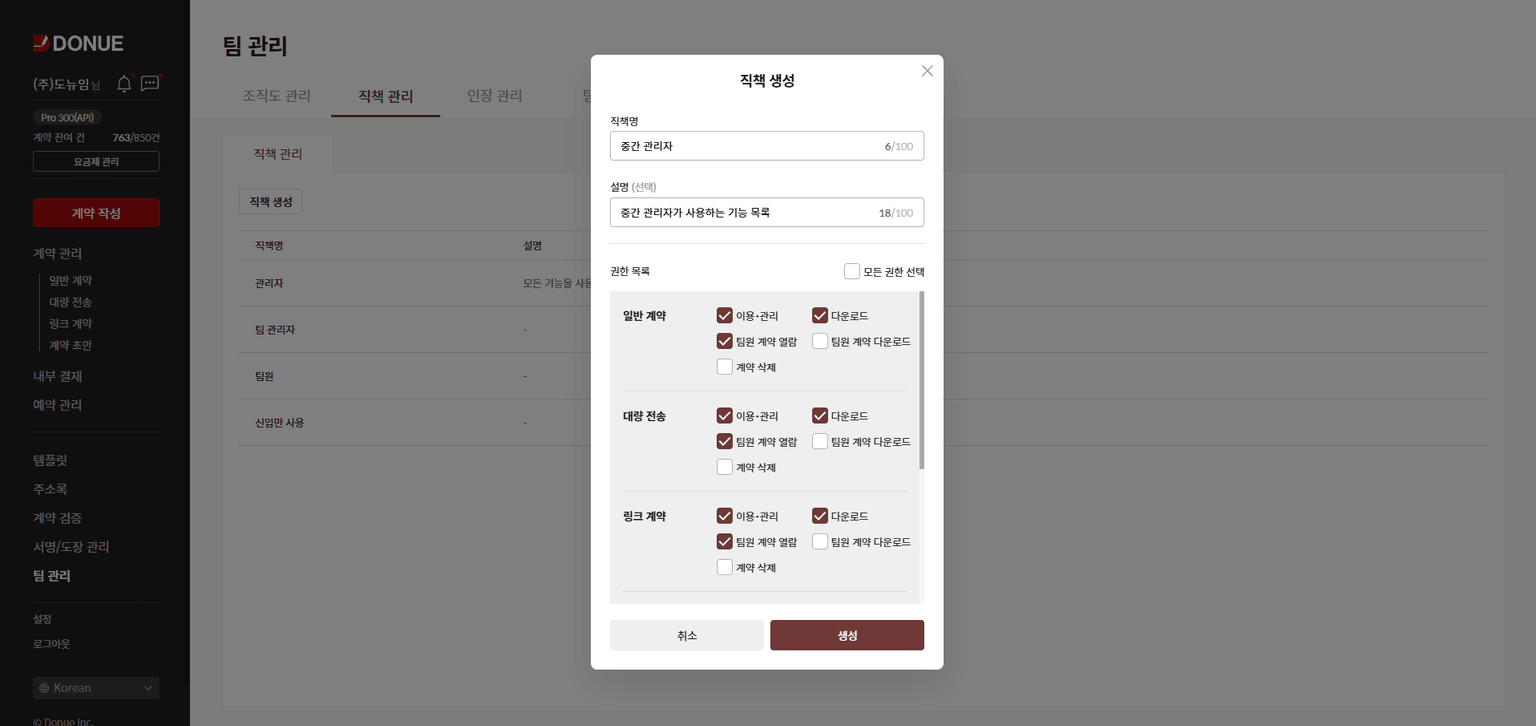 DONUE
(주)도뉴임 님
Pro 300(API)
계약 잔여 건 763/850건
요금제 관리
계약 작성
계약 관리
일반 계약
대량 전송
링크 계약
계약 초안
내부 결재
예약 관리
템플릿
주소록
계약 검증
서명/도장 관리
팀 관리
설정
로그아웃
Korean
© Donue Inc.
팀 관리
조직도 관리 직책 관리 인장 관리
직책 관리
직책 생성
직책명 설명
관리자 모든 기능을 사용
팀 관리자 -
팀원 -
신입만 사용 -
직책 생성
직책명
중간 관리자 6/100
설명 (선택)
중간 관리자가 사용하는 기능 목록 18/100
권한 목록 모든 권한 선택
일반 계약 이용·관리 다운로드
팀원 계약 열람 팀원 계약 다운로드
계약 삭제
대량 전송 이용·관리 다운로드
팀원 계약 열람 팀원 계약 다운로드
계약 삭제
링크 계약 이용·관리 다운로드
팀원 계약 열람 팀원 계약 다운로드
계약 삭제
취소 생성